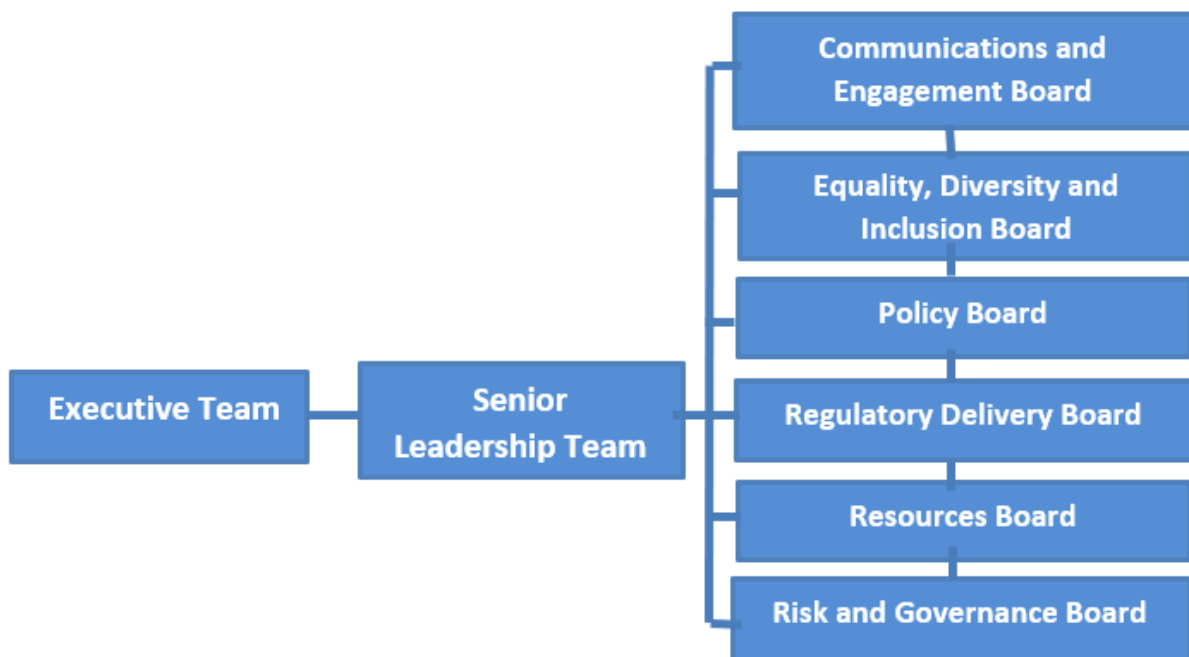 Communications and
Engagement Board
Equality, Diversity and
Inclusion Board
Policy Board
Executive Team
Senior
Leadership Team
Regulatory Delivery Board
Resources Board
Risk and Governance Board